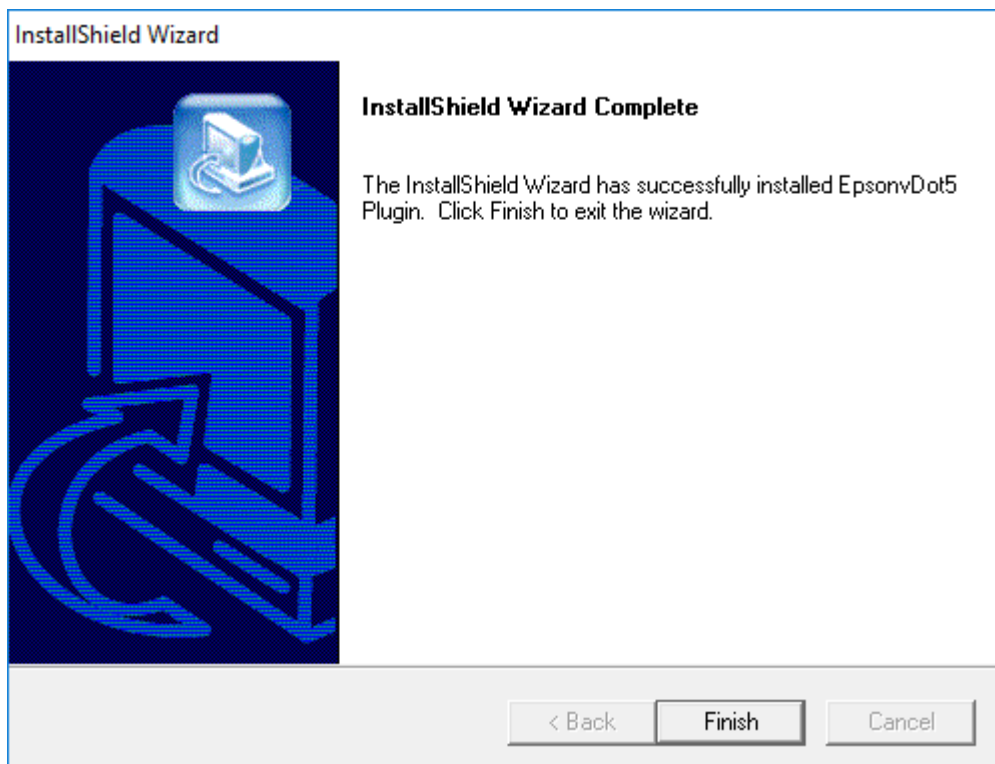 InstallShield Wizard
InstallShield Wizard Complete
The InstallShield Wizard has successfully installed EpsonvDot5
Plugin.  Click Finish to exit the wizard.
< Back
Finish
Cancel